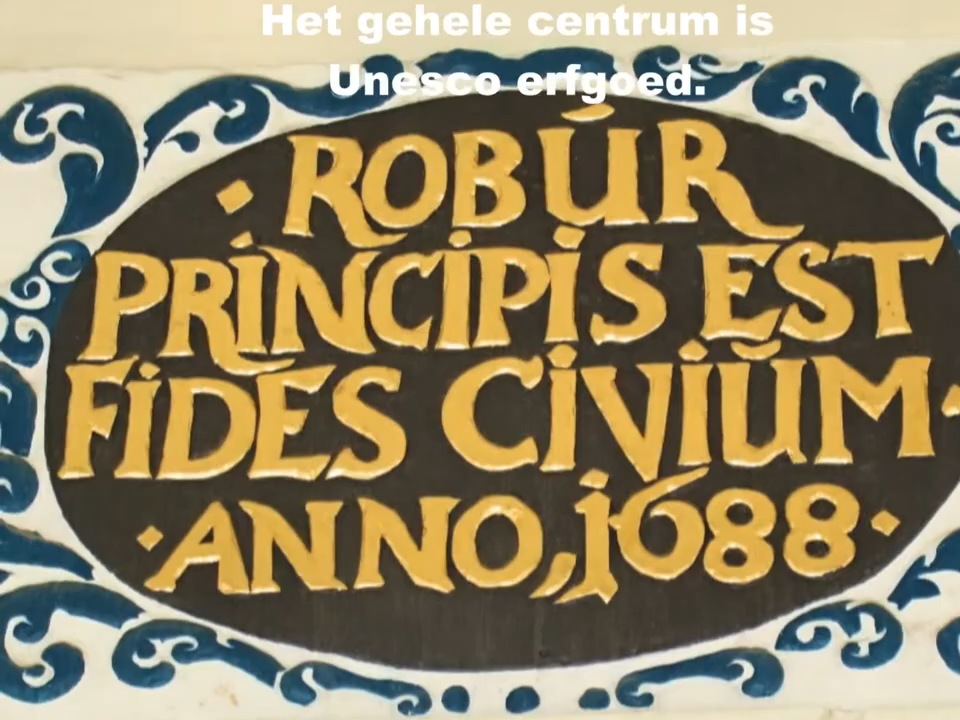 Het gehele centrum is
Unesco erfgoed.
ROBUR
PRINCIPIS EST
FIDES CIVIUM
ANNO, 1688